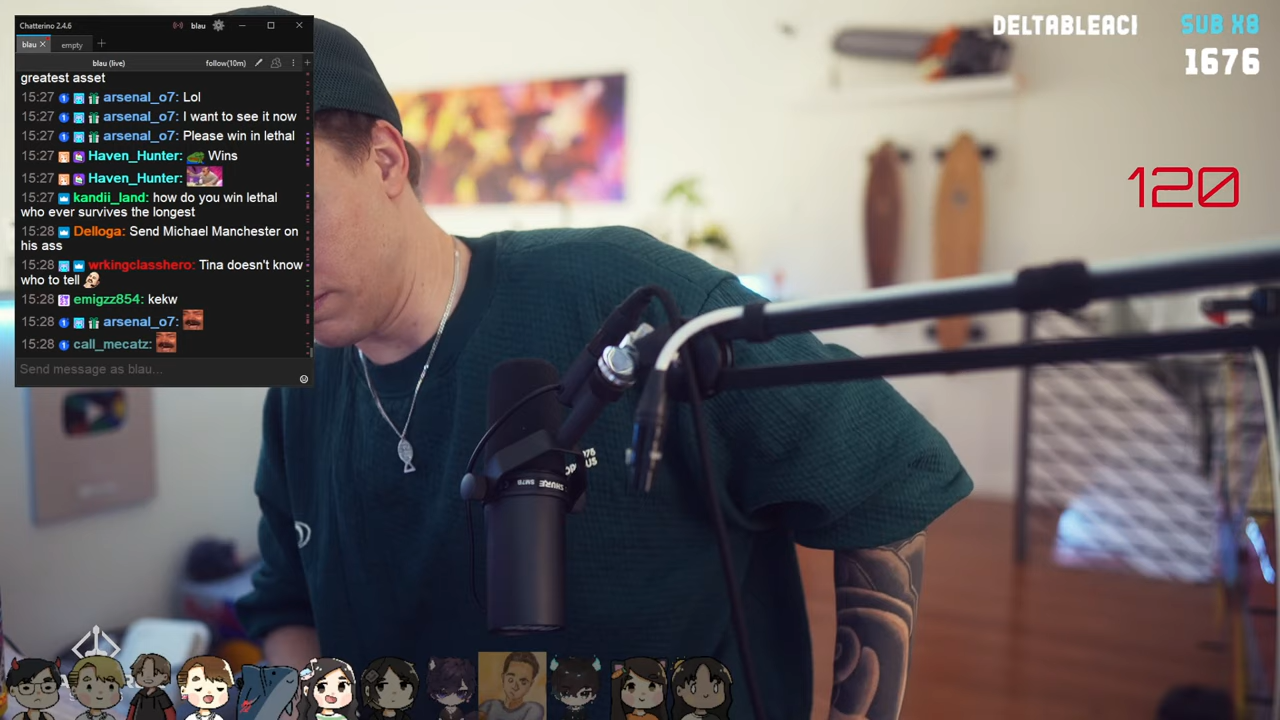 Chatterino 2.4.6
blau
blau
empty
blau (live)
follow(10m)
greatest asset
15:27 arsenal_o7: Lol
15:27 arsenal_o7: I want to see it now
15:27 arsenal_o7: Please win in lethal
15:27 Haven_Hunter: Wins
15:27 Haven_Hunter:
15:27 kandii_land: how do you win lethal
who ever survives the longest
15:28 Delloga: Send Michael Manchester on
his ass
15:28 wrkingclasshero: Tina doesn't know
who to tell
15:28 emigzz854: kekw
15:28 arsenal_o7:
15:28 call_mecatz:
Send message as blau...
DELTABLEACI SUB X8
1676
120
SHURE SM7B